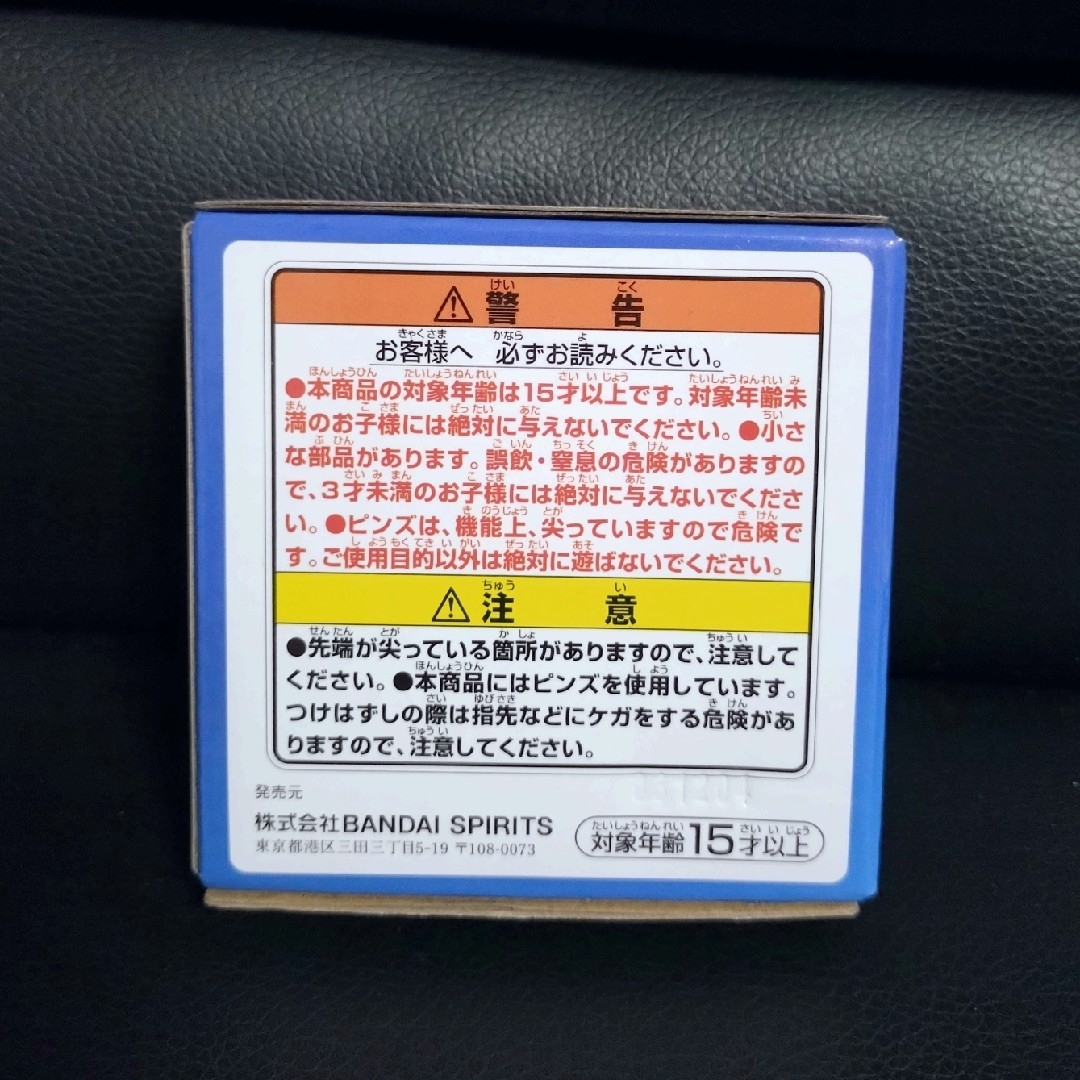 ⚠警告
お客様へ 必ずお読みください。
●本商品の対象年齢は15才以上です。対象年齢未
満のお子様には絶対に与えないでください。●小さ
な部品があります。誤飲・窒息の危険がありますの
で、3才未満のお子様には絶対に与えないでくださ
い。●ピンズは、機能上、尖っていますので危険で
す。ご使用目的以外は絶対に遊ばないでください。
⚠注意
●先端が尖っている箇所がありますので、注意して
ください。●本商品にはピンズを使用しています。
つけはずしの際は指先などにケガをする危険があ
りますので、注意してください。
発売元
株式会社BANDAI SPIRITS
東京都港区三田三丁目5-19 〒108-0073
対象年齢15才以上